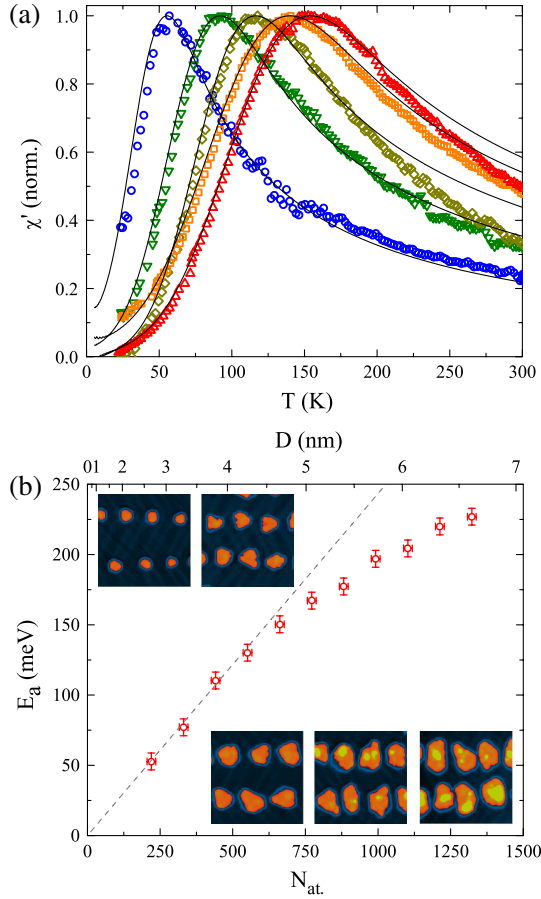 (a)
χ' (norm.)
1.0
0.8
0.6
0.4
0.2
0.0
0 50 100 150 200 250 300
T (K)
D (nm)
(b)
01 2 3 4 5 6 7
E_a (meV)
250
200
150
100
50
0
0 250 500 750 1000 1250 1500
N_at.